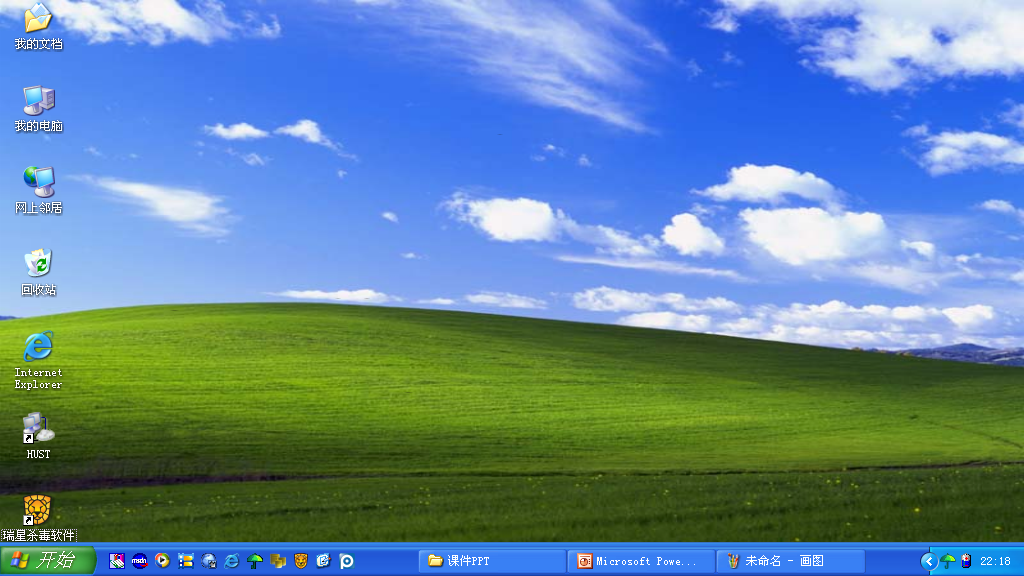 我的文档
我的电脑
网上邻居
回收站
Internet
Explorer
HUST
瑞星杀毒软件
开始
msn
课件PPT
Microsoft Powe...
未命名 - 画图
22:18